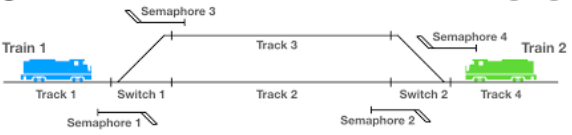 Semaphore 3
Train 1
Track 3
Semaphore 4
Train 2
Track 1
Switch 1
Track 2
Switch 2
Track 4
Semaphore 1
Semaphore 2